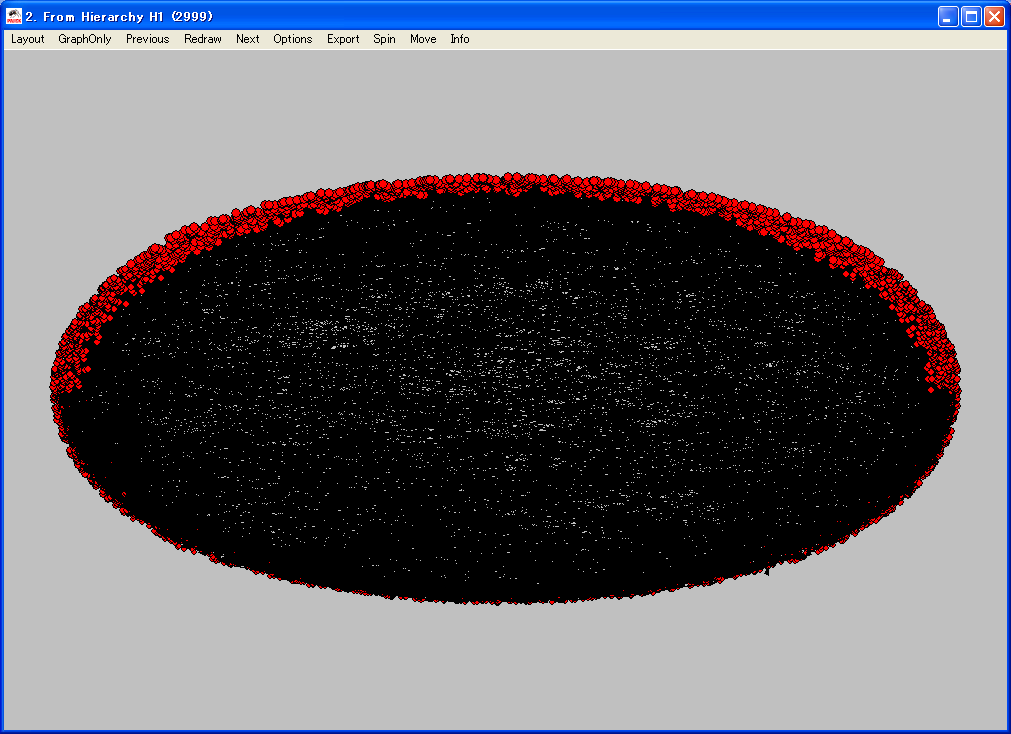 2. From Hierarchy H1 (2999)
Layout GraphOnly Previous Redraw Next Options Export Spin Move Info